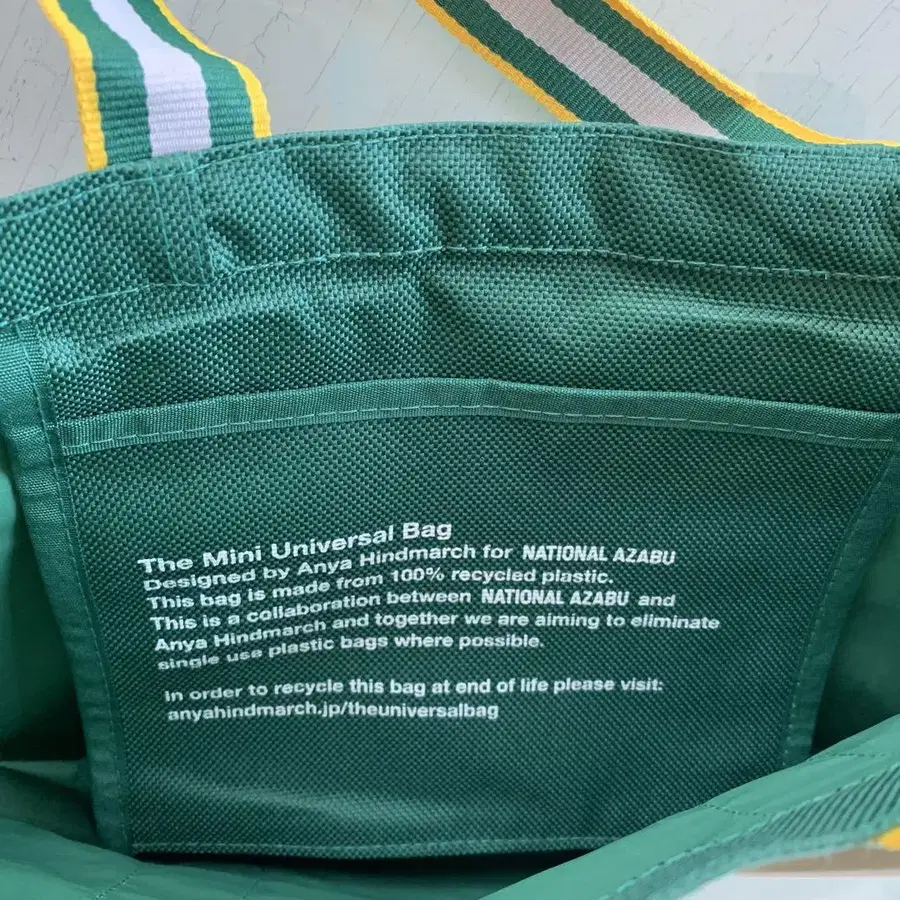 The Mini Universal Bag
Designed by Anya Hindmarch for NATIONAL AZABU
This bag is made from 100% recycled plastic.
This is a collaboration between NATIONAL AZABU and
Anya Hindmarch and together we are aiming to eliminate
single use plastic bags where possible.
In order to recycle this bag at end of life please visit:
anyahindmarch.jp/theuniversalbag